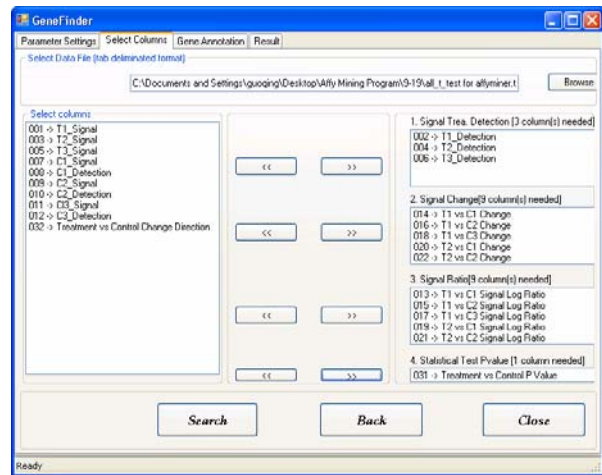 GeneFinder
Parameter Settings Select Columns Gene Annotation Result
Select Data File (tab deliminated format)
C:\Documents and Settings\guoqing\Desktop\Affy Mining Program\9-19\all_t_test for affyminer.t
Browse
Select columns
001 -> T1_Signal
003 -> T2_Signal
005 -> T3_Signal
007 -> C1_Signal
008 -> C1_Detection
009 -> C2_Signal
010 -> C2_Detection
011 -> C3_Signal
012 -> C3_Detection
032 -> Treatment vs Control Change Direction
<< >>
<< >>
<< >>
<< >>
1. Signal Trea. Detection [3 column(s) needed]
002 -> T1_Detection
004 -> T2_Detection
006 -> T3_Detection
2. Signal Change[9 column(s) needed]
014 -> T1 vs C1 Change
016 -> T1 vs C2 Change
018 -> T1 vs C3 Change
020 -> T2 vs C1 Change
022 -> T2 vs C2 Change
3. Signal Ratio[9 column(s) needed]
013 -> T1 vs C1 Signal Log Ratio
015 -> T1 vs C2 Signal Log Ratio
017 -> T1 vs C3 Signal Log Ratio
019 -> T2 vs C1 Signal Log Ratio
021 -> T2 vs C2 Signal Log Ratio
4. Statistical Test Pvalue [1 column needed]
031 -> Treatment vs Control P Value
Search Back Close
Ready